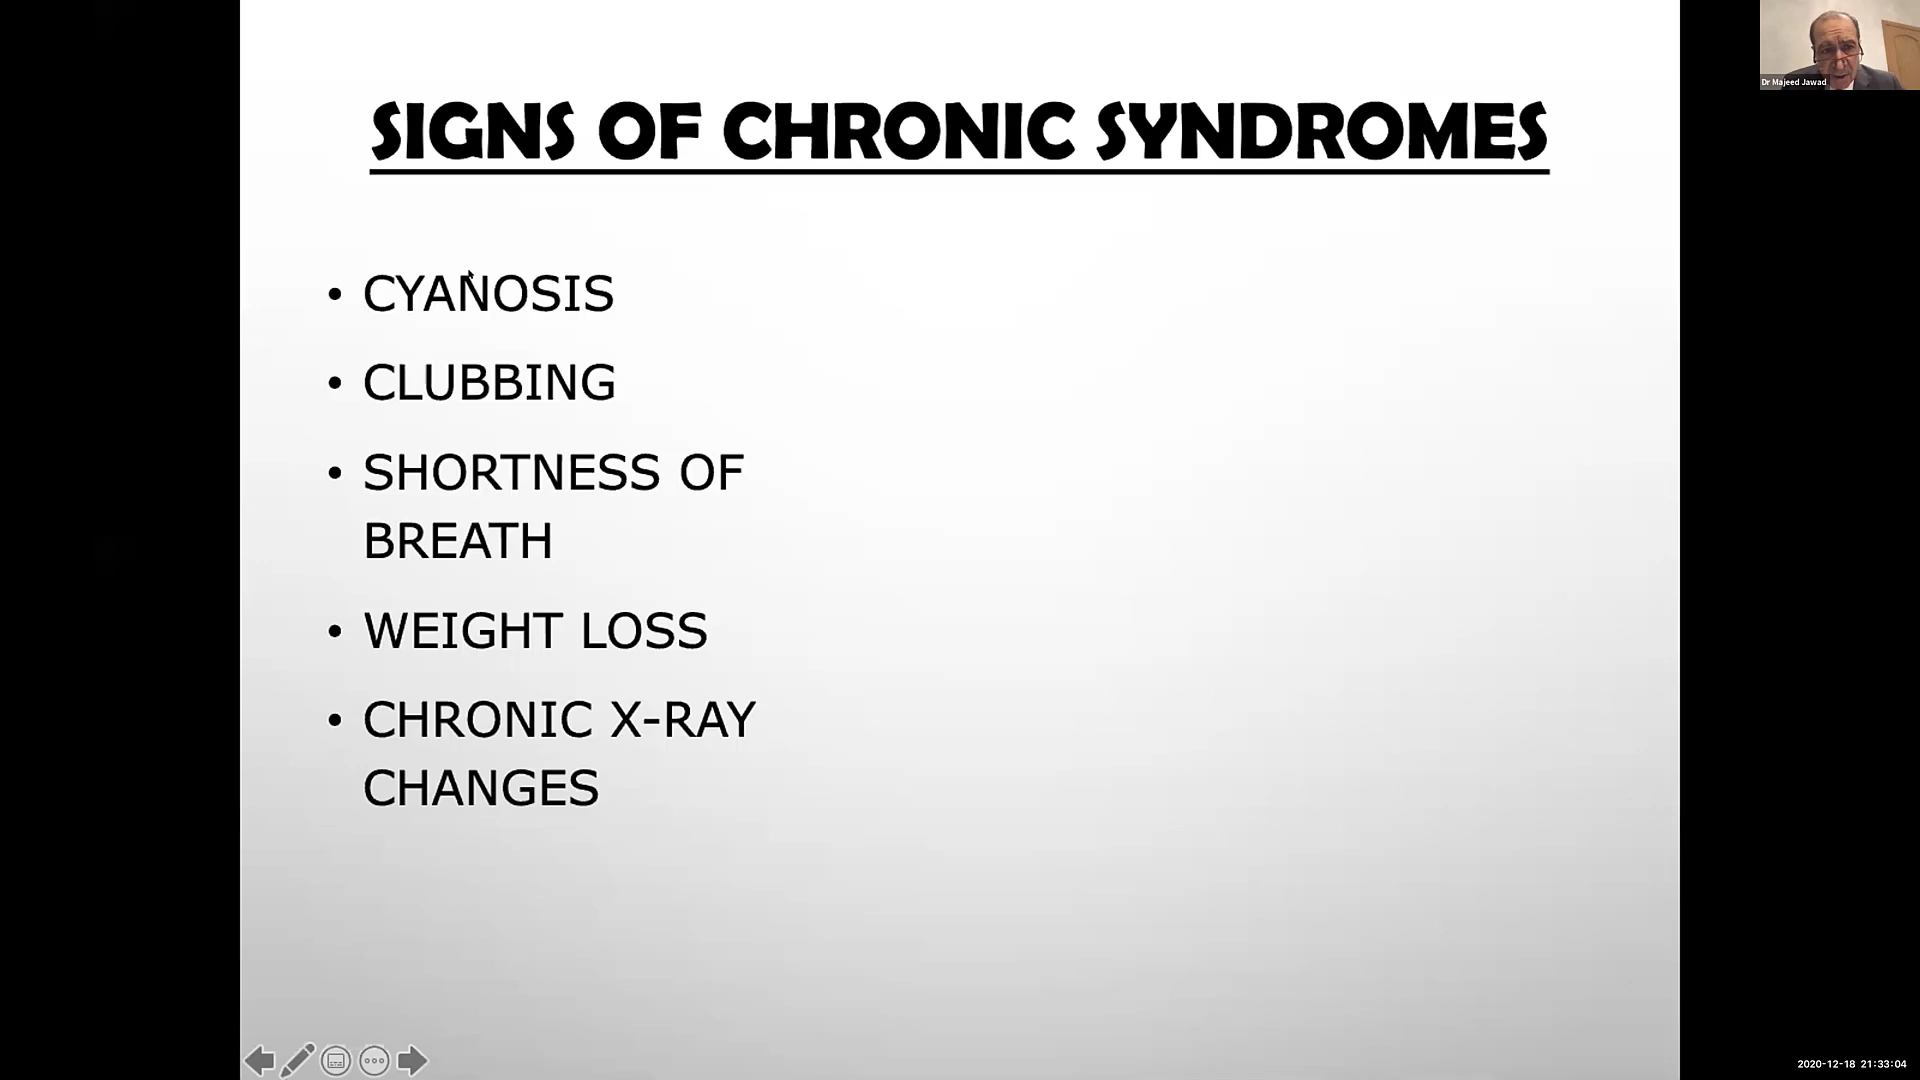 Dr Majeed Jawad
SIGNS OF CHRONIC SYNDROMES
• CYANOSIS
• CLUBBING
• SHORTNESS OF
BREATH
• WEIGHT LOSS
• CHRONIC X-RAY
CHANGES
2020-12-18 21:33:04